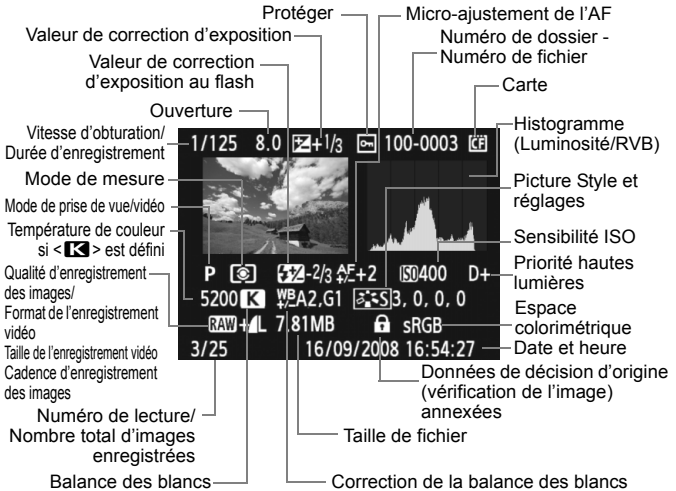 Protéger
Micro-ajustement de l'AF
Valeur de correction d'exposition
Numéro de dossier -
Numéro de fichier
Valeur de correction
d'exposition au flash
Carte
Ouverture
Histogramme
(Luminosité/RVB)
Vitesse d'obturation/
Durée d'enregistrement
1/125 8.0 +1/3 100-0003 CF
Mode de mesure
Picture Style et
réglages
Mode de prise de vue/vidéo
Température de couleur
si <K> est défini
Sensibilité ISO
P -2/3 AF+2 ISO400 D+
Priorité hautes
lumières
Qualité d'enregistrement
des images/
Format de l'enregistrement
vidéo
Taille de l'enregistrement vidéo
Cadence d'enregistrement
des images
5200 K WB A2,G1 S 3, 0, 0, 0
Espace
colorimétrique
RAW+L 7.81MB sRGB
3/25 16/09/2008 16:54:27
Date et heure
Données de décision d'origine
(vérification de l'image)
annexées
Numéro de lecture/
Nombre total d'images
enregistrées
Taille de fichier
Balance des blancs
Correction de la balance des blancs